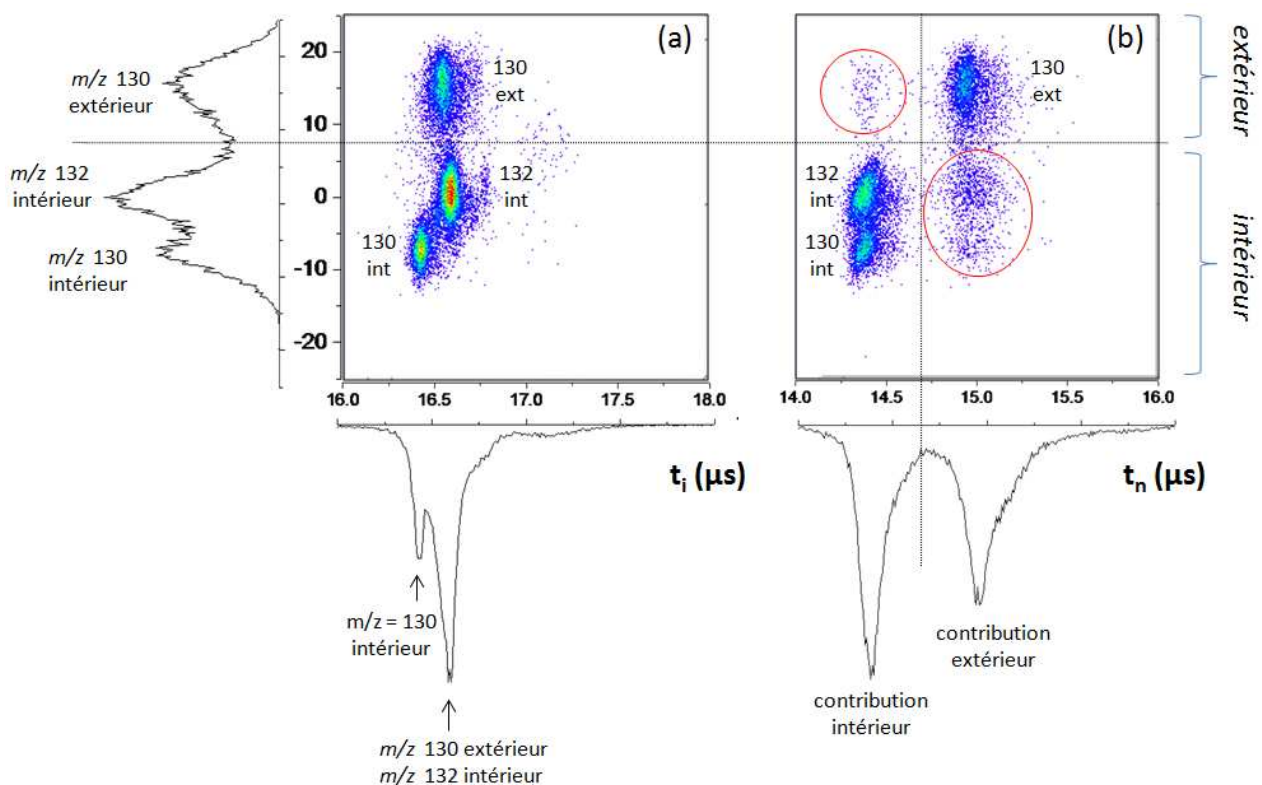 (a)
(b)
m/z 130
extérieur
m/z 132
intérieur
m/z 130
intérieur
20
10
0
-10
-20
130
ext
132
int
130
int
130
ext
132
int
130
int
extérieur
intérieur
16.0 16.5 17.0 17.5 18.0
14.0 14.5 15.0 15.5 16.0
tᵢ (µs)
tₙ (µs)
m/z = 130
intérieur
m/z 130 extérieur
m/z 132 intérieur
contribution
intérieur
contribution
extérieur